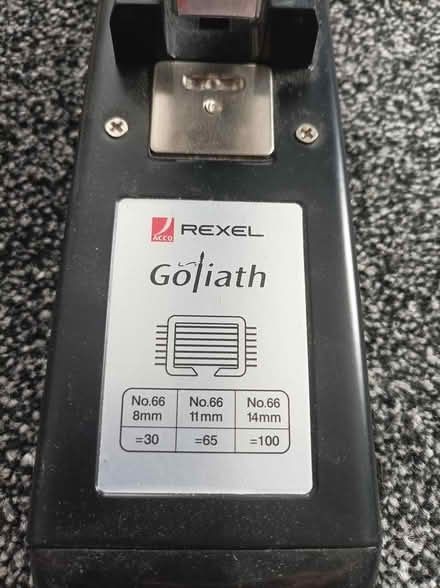 ACCO REXEL
Goliath
No.66 No.66 No.66
8mm 11mm 14mm
=30 =65 =100